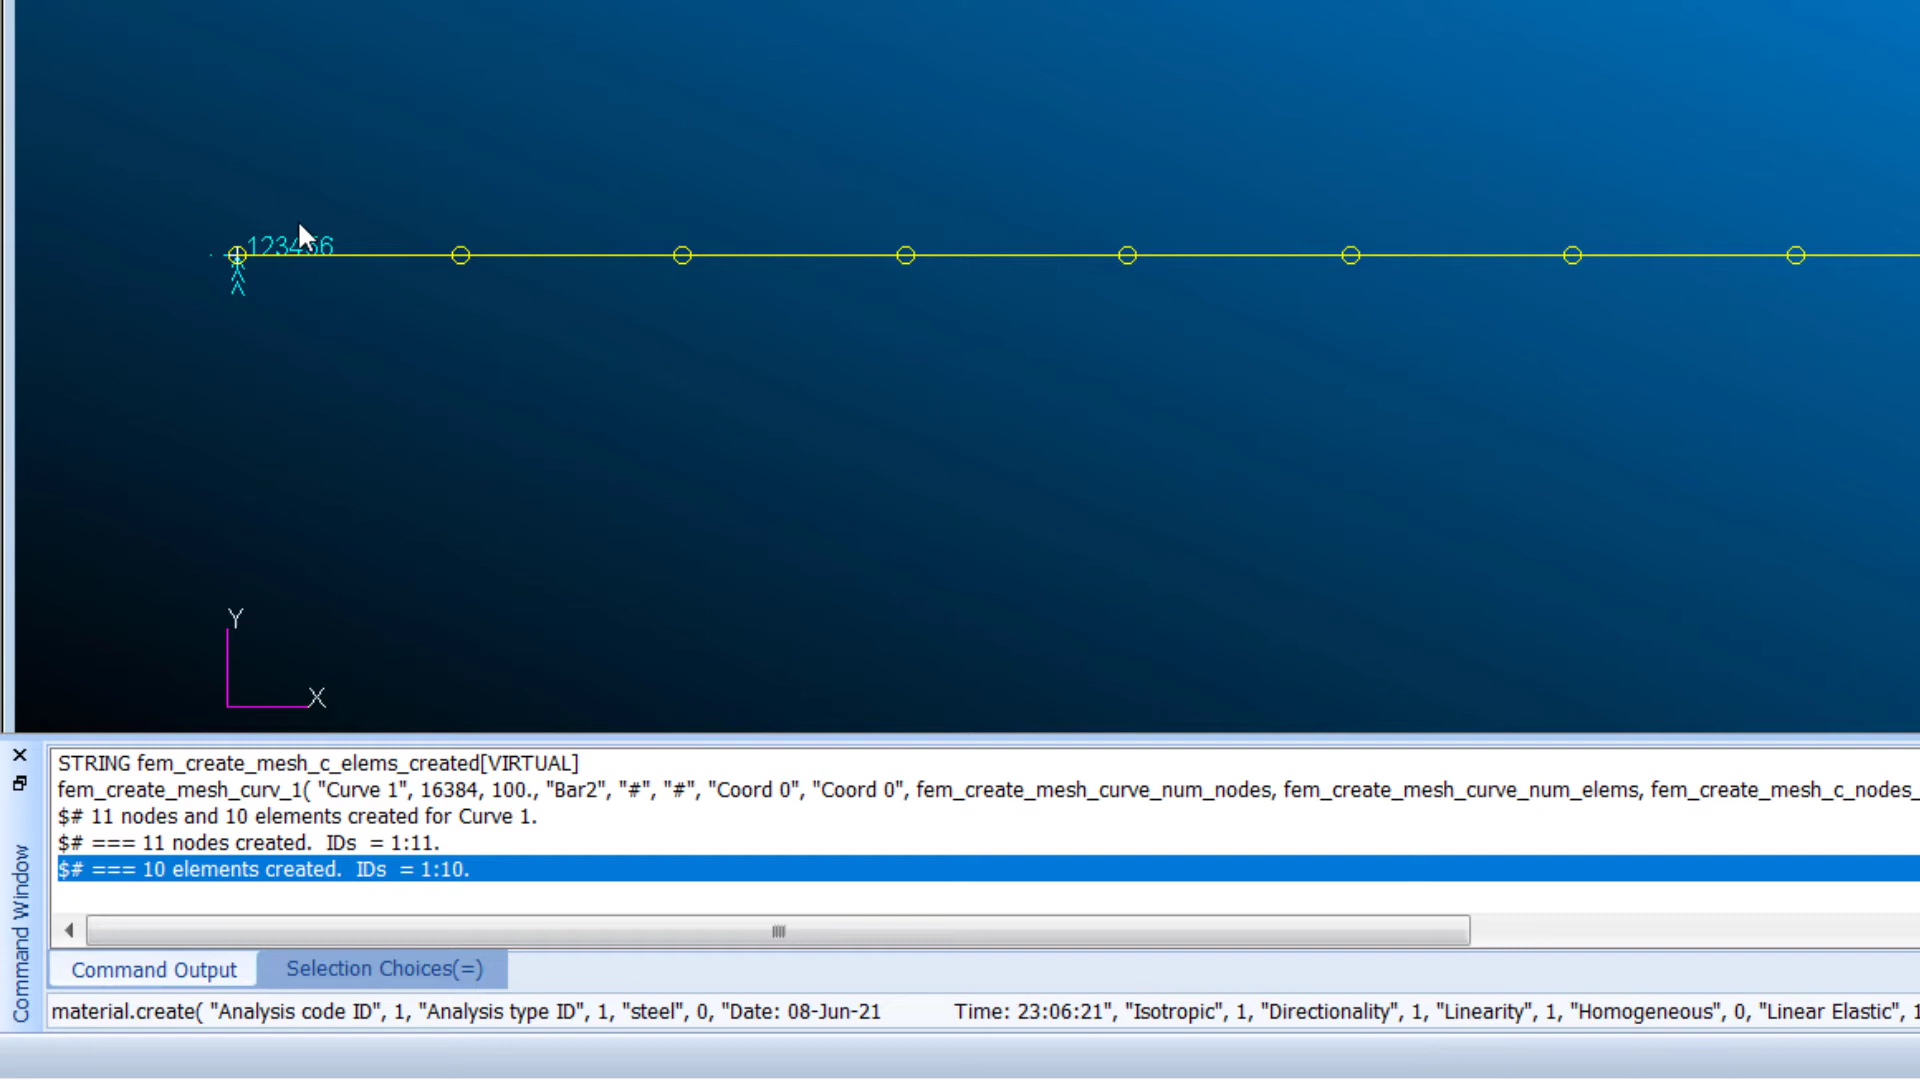 123456
Y
X
STRING fem_create_mesh_c_elems_created[VIRTUAL]
fem_create_mesh_curv_1( "Curve 1", 16384, 100., "Bar2", "#", "#", "Coord 0", "Coord 0", fem_create_mesh_curve_num_nodes, fem_create_mesh_curve_num_elems, fem_create_mesh_c_nodes_
$# 11 nodes and 10 elements created for Curve 1.
$# === 11 nodes created.  IDs  = 1:11.
$# === 10 elements created.  IDs  = 1:10.
Command Window
Command Output
Selection Choices(=)
material.create( "Analysis code ID", 1, "Analysis type ID", 1, "steel", 0, "Date: 08-Jun-21           Time: 23:06:21", "Isotropic", 1, "Directionality", 1, "Linearity", 1, "Homogeneous", 0, "Linear Elastic", 1